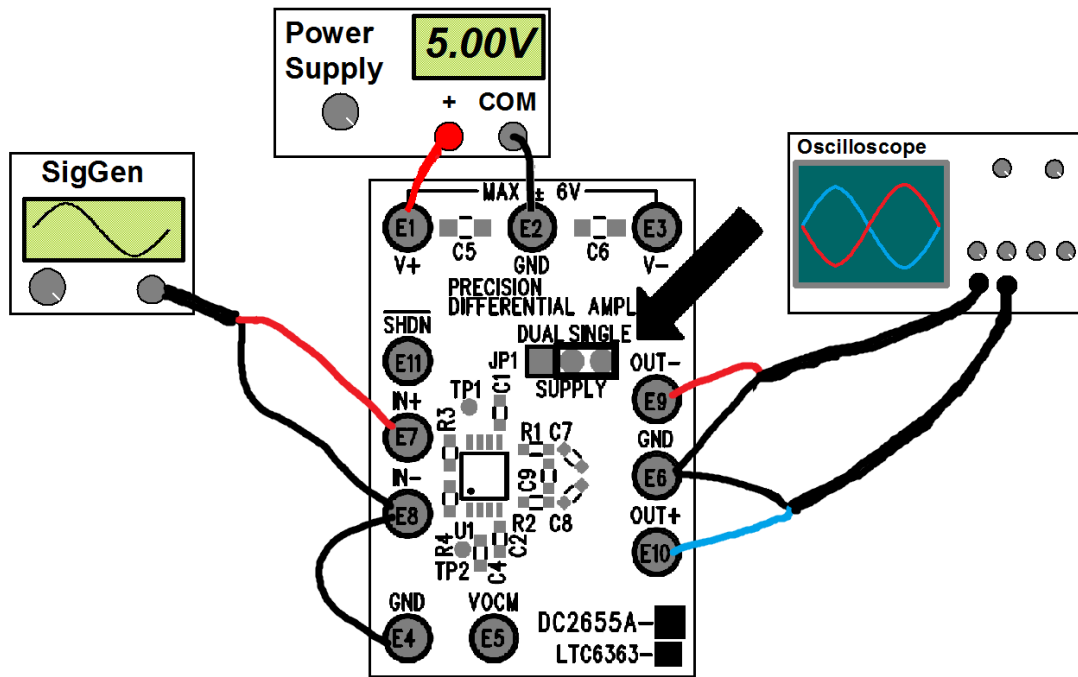 Power
Supply
5.00V
+ COM
SigGen
Oscilloscope
MAX ± 6V
E1
E2
E3
C5
C6
V+
GND
V-
PRECISION
DIFFERENTIAL AMPL
SHDN
DUAL SINGLE
E11
JP1
OUT-
SUPPLY
TP1
C1
E9
IN+
R3
E7
R1 C7
GND
IN-
C9
E6
E8
R2 C8
OUT+
U1
R4
C2
TP2
C4
E10
GND
VOCM
E4
E5
DC2655A-
LTC6363-